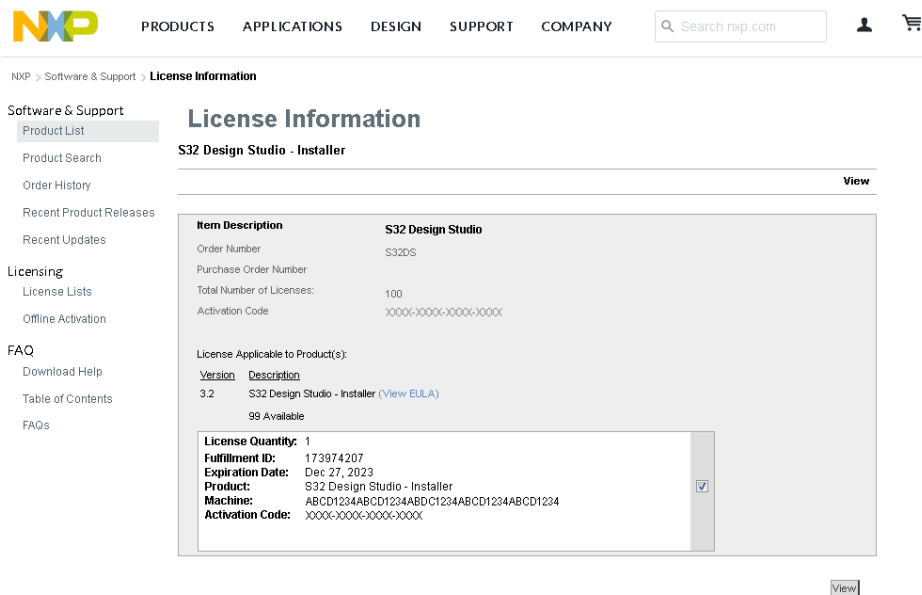 NXP
PRODUCTS APPLICATIONS DESIGN SUPPORT COMPANY
Search nxp.com
NXP > Software & Support > License Information
Software & Support
Product List
Product Search
Order History
Recent Product Releases
Recent Updates
Licensing
License Lists
Offline Activation
FAQ
Download Help
Table of Contents
FAQs
License Information
S32 Design Studio - Installer
View
Item Description S32 Design Studio
Order Number S32DS
Purchase Order Number
Total Number of Licenses: 100
Activation Code XXXX-XXXX-XXXX-XXXX
License Applicable to Product(s):
Version Description
3.2 S32 Design Studio - Installer (View EULA)
99 Available
License Quantity: 1
Fulfillment ID: 173974207
Expiration Date: Dec 27, 2023
Product: S32 Design Studio - Installer
Machine: ABCD1234ABCD1234ABDC1234ABCD1234ABCD1234
Activation Code: XXXX-XXXX-XXXX-XXXX
View